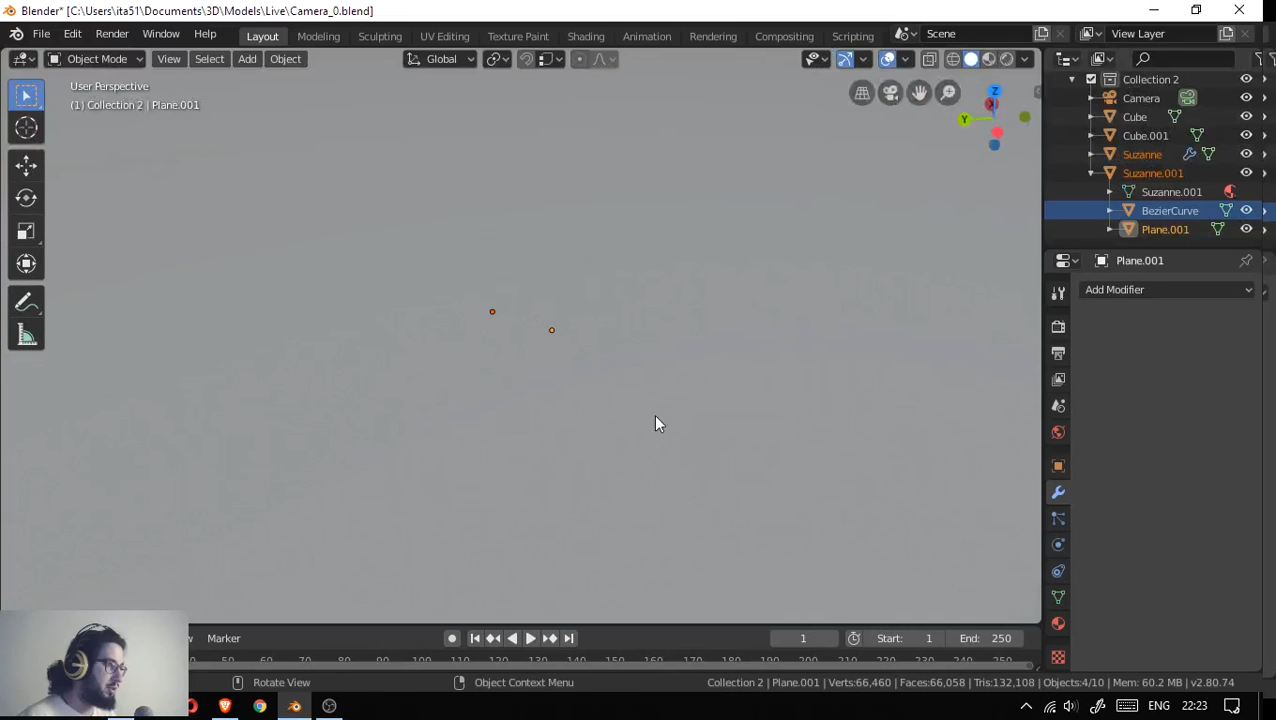 Blender* [C:\Users\ita51\Documents\3D\Models\Live\Camera_0.blend]
File Edit Render Window Help Layout Modeling Sculpting UV Editing Texture Paint Shading Animation Rendering Compositing Scripting Scene View Layer
Object Mode View Select Add Object Global
User Perspective
(1) Collection 2 | Plane.001
Z
X
Y
Collection 2
Camera
Cube
Cube.001
Suzanne
Suzanne.001
Suzanne.001
BezierCurve
Plane.001
Plane.001
Add Modifier
Marker 1 Start: 1 End: 250
50 60 70 80 90 100 110 120 130 140 150 160 170 180 190 200 210 220 230 240 250
Rotate View Object Context Menu Collection 2 | Plane.001 | Verts:66,460 | Faces:66,058 | Tris:132,108 | Objects:4/10 | Mem: 60.2 MB | v2.80.74
ENG 22:23